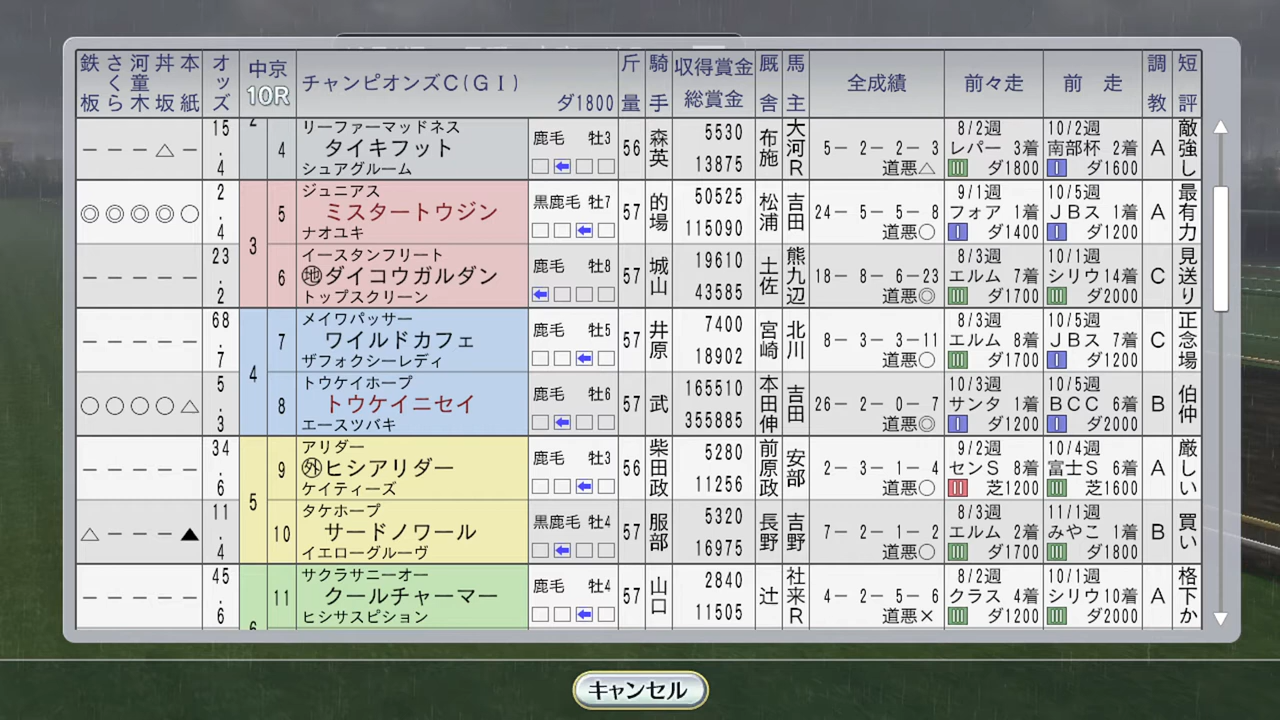 鉄板 さくら 河童木 井坂 本紙 オッズ 中京10R チャンピオンズC(GⅠ) ダ1800 斤量 騎手 収得賞金 総賞金 厩舎 馬主 全成績 前々走 前走 調教 短評
－ － － △ － 15.4 4 リーファーマッドネス
タイキフット
シュアグルーム
鹿毛 牡3 56 森英 5530 13875 布施 大河R 5－ 2－ 2－ 3 道悪△
8/2週 レパー 3着 Ⅲ ダ1800
10/2週 南部杯 2着 Ⅰ ダ1600
A 敵強し
◎ ◎ ◎ ◎ ○ 2.4 3 5 ジュニアス
ミスタートウジン
ナオユキ
黒鹿毛 牡7 57 的場 50525 115090 松浦 吉田 24－ 5－ 5－ 8 道悪○
9/1週 フォア 1着 Ⅰ ダ1400
10/5週 JBス 1着 Ⅰ ダ1200
A 最有力
－ － － － － 23.2 6 イースタンフリート
地ダイコウガルダン
トップスクリーン
鹿毛 牡8 57 城山 19610 43585 土佐 熊九辺 18－ 8－ 6－23 道悪◎
8/3週 エルム 7着 Ⅲ ダ1700
10/1週 シリウ14着 Ⅲ ダ2000
C 見送り
－ － － － － 68.7 4 7 メイワパッサー
ワイルドカフェ
ザフォクシーレディ
鹿毛 牡5 57 井原 7400 18902 宮崎 北川 8－ 3－ 3－11 道悪○
8/3週 エルム 8着 Ⅲ ダ1700
10/5週 JBス 7着 Ⅰ ダ1200
C 正念場
○ ○ ○ ○ △ 5.3 8 トウケイホープ
トウケイニセイ
エースツバキ
鹿毛 牡6 57 武 165510 355885 本田伸 吉田 26－ 2－ 0－ 7 道悪◎
10/3週 サンタ 1着 Ⅰ ダ1200
10/5週 BCC 6着 Ⅰ ダ2000
B 伯仲
－ － － － － 34.6 5 9 アリダー
外ヒシアリダー
ケイティーズ
鹿毛 牡3 56 柴田政 5280 11256 前原政 安部 2－ 3－ 1－ 4 道悪○
9/2週 センS 8着 Ⅱ 芝1200
10/4週 富士S 6着 Ⅲ 芝1600
A 厳しい
△ － － － ▲ 11.4 10 タケホープ
サードノワール
イエローグルーヴ
黒鹿毛 牡4 57 服部 5320 16975 長野 吉野 7－ 2－ 1－ 2 道悪○
8/3週 エルム 2着 Ⅲ ダ1700
11/1週 みやこ 1着 Ⅲ ダ1800
B 買い
－ － － － － 45.6 11 サクラサニーオー
クールチャーマー
ヒシサスピション
鹿毛 牡4 57 山口 2840 11505 辻 社来R 4－ 2－ 5－ 6 道悪×
8/2週 クラス 4着 Ⅲ ダ1200
10/1週 シリウ10着 Ⅲ ダ2000
A 格下か
キャンセル